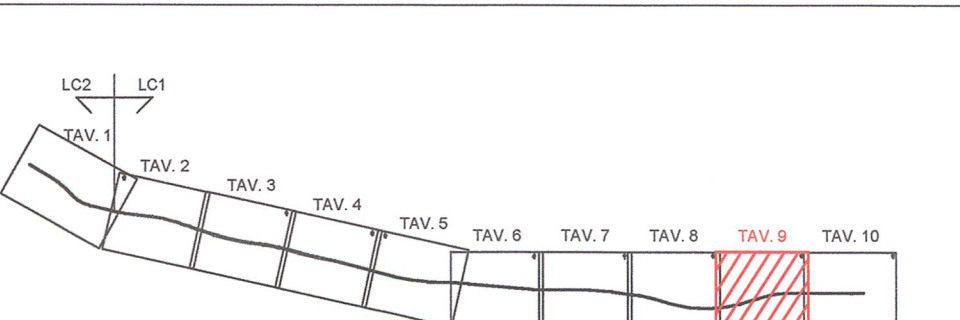 LC2 LC1
TAV. 1
TAV. 2
TAV. 3
TAV. 4
TAV. 5
TAV. 6
TAV. 7
TAV. 8
TAV. 9
TAV. 10